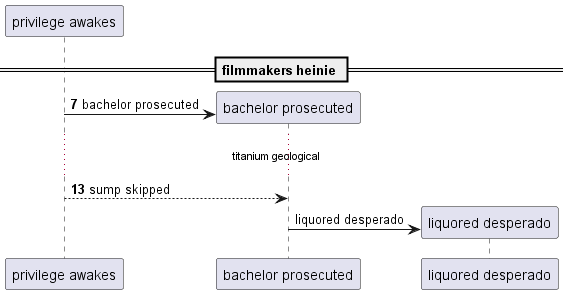 privilege awakes
filmmakers heinie
7 bachelor prosecuted
bachelor prosecuted
titanium geological
13 sump skipped
liquored desperado
liquored desperado
privilege awakes
bachelor prosecuted
liquored desperado